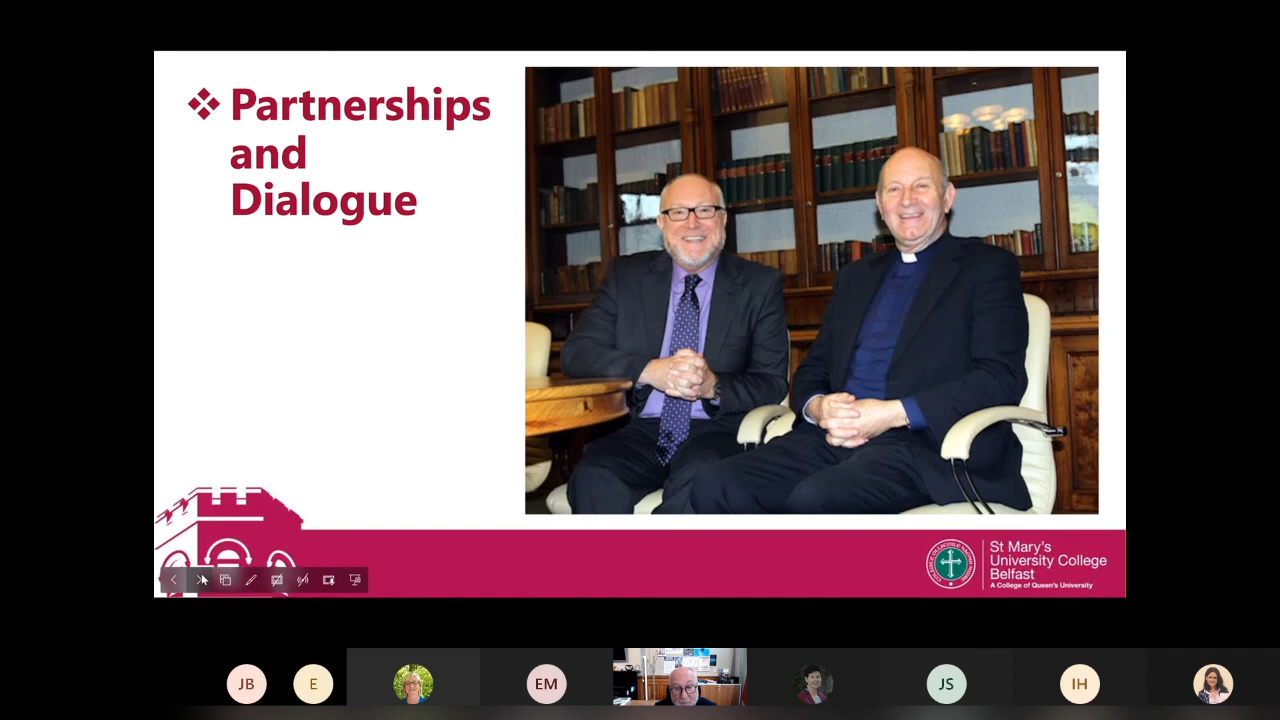 Partnerships
and
Dialogue
St Mary's
University College
Belfast
A College of Queen's University
JB
E
EM
JS
IH